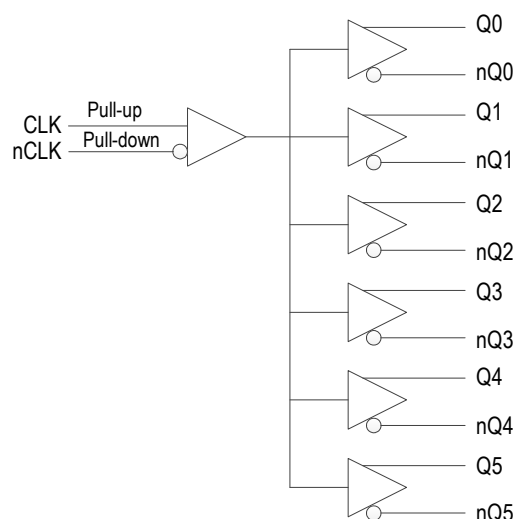 Q0
nQ0
CLK Pull-up
nCLK Pull-down
Q1
nQ1
Q2
nQ2
Q3
nQ3
Q4
nQ4
Q5
nQ5